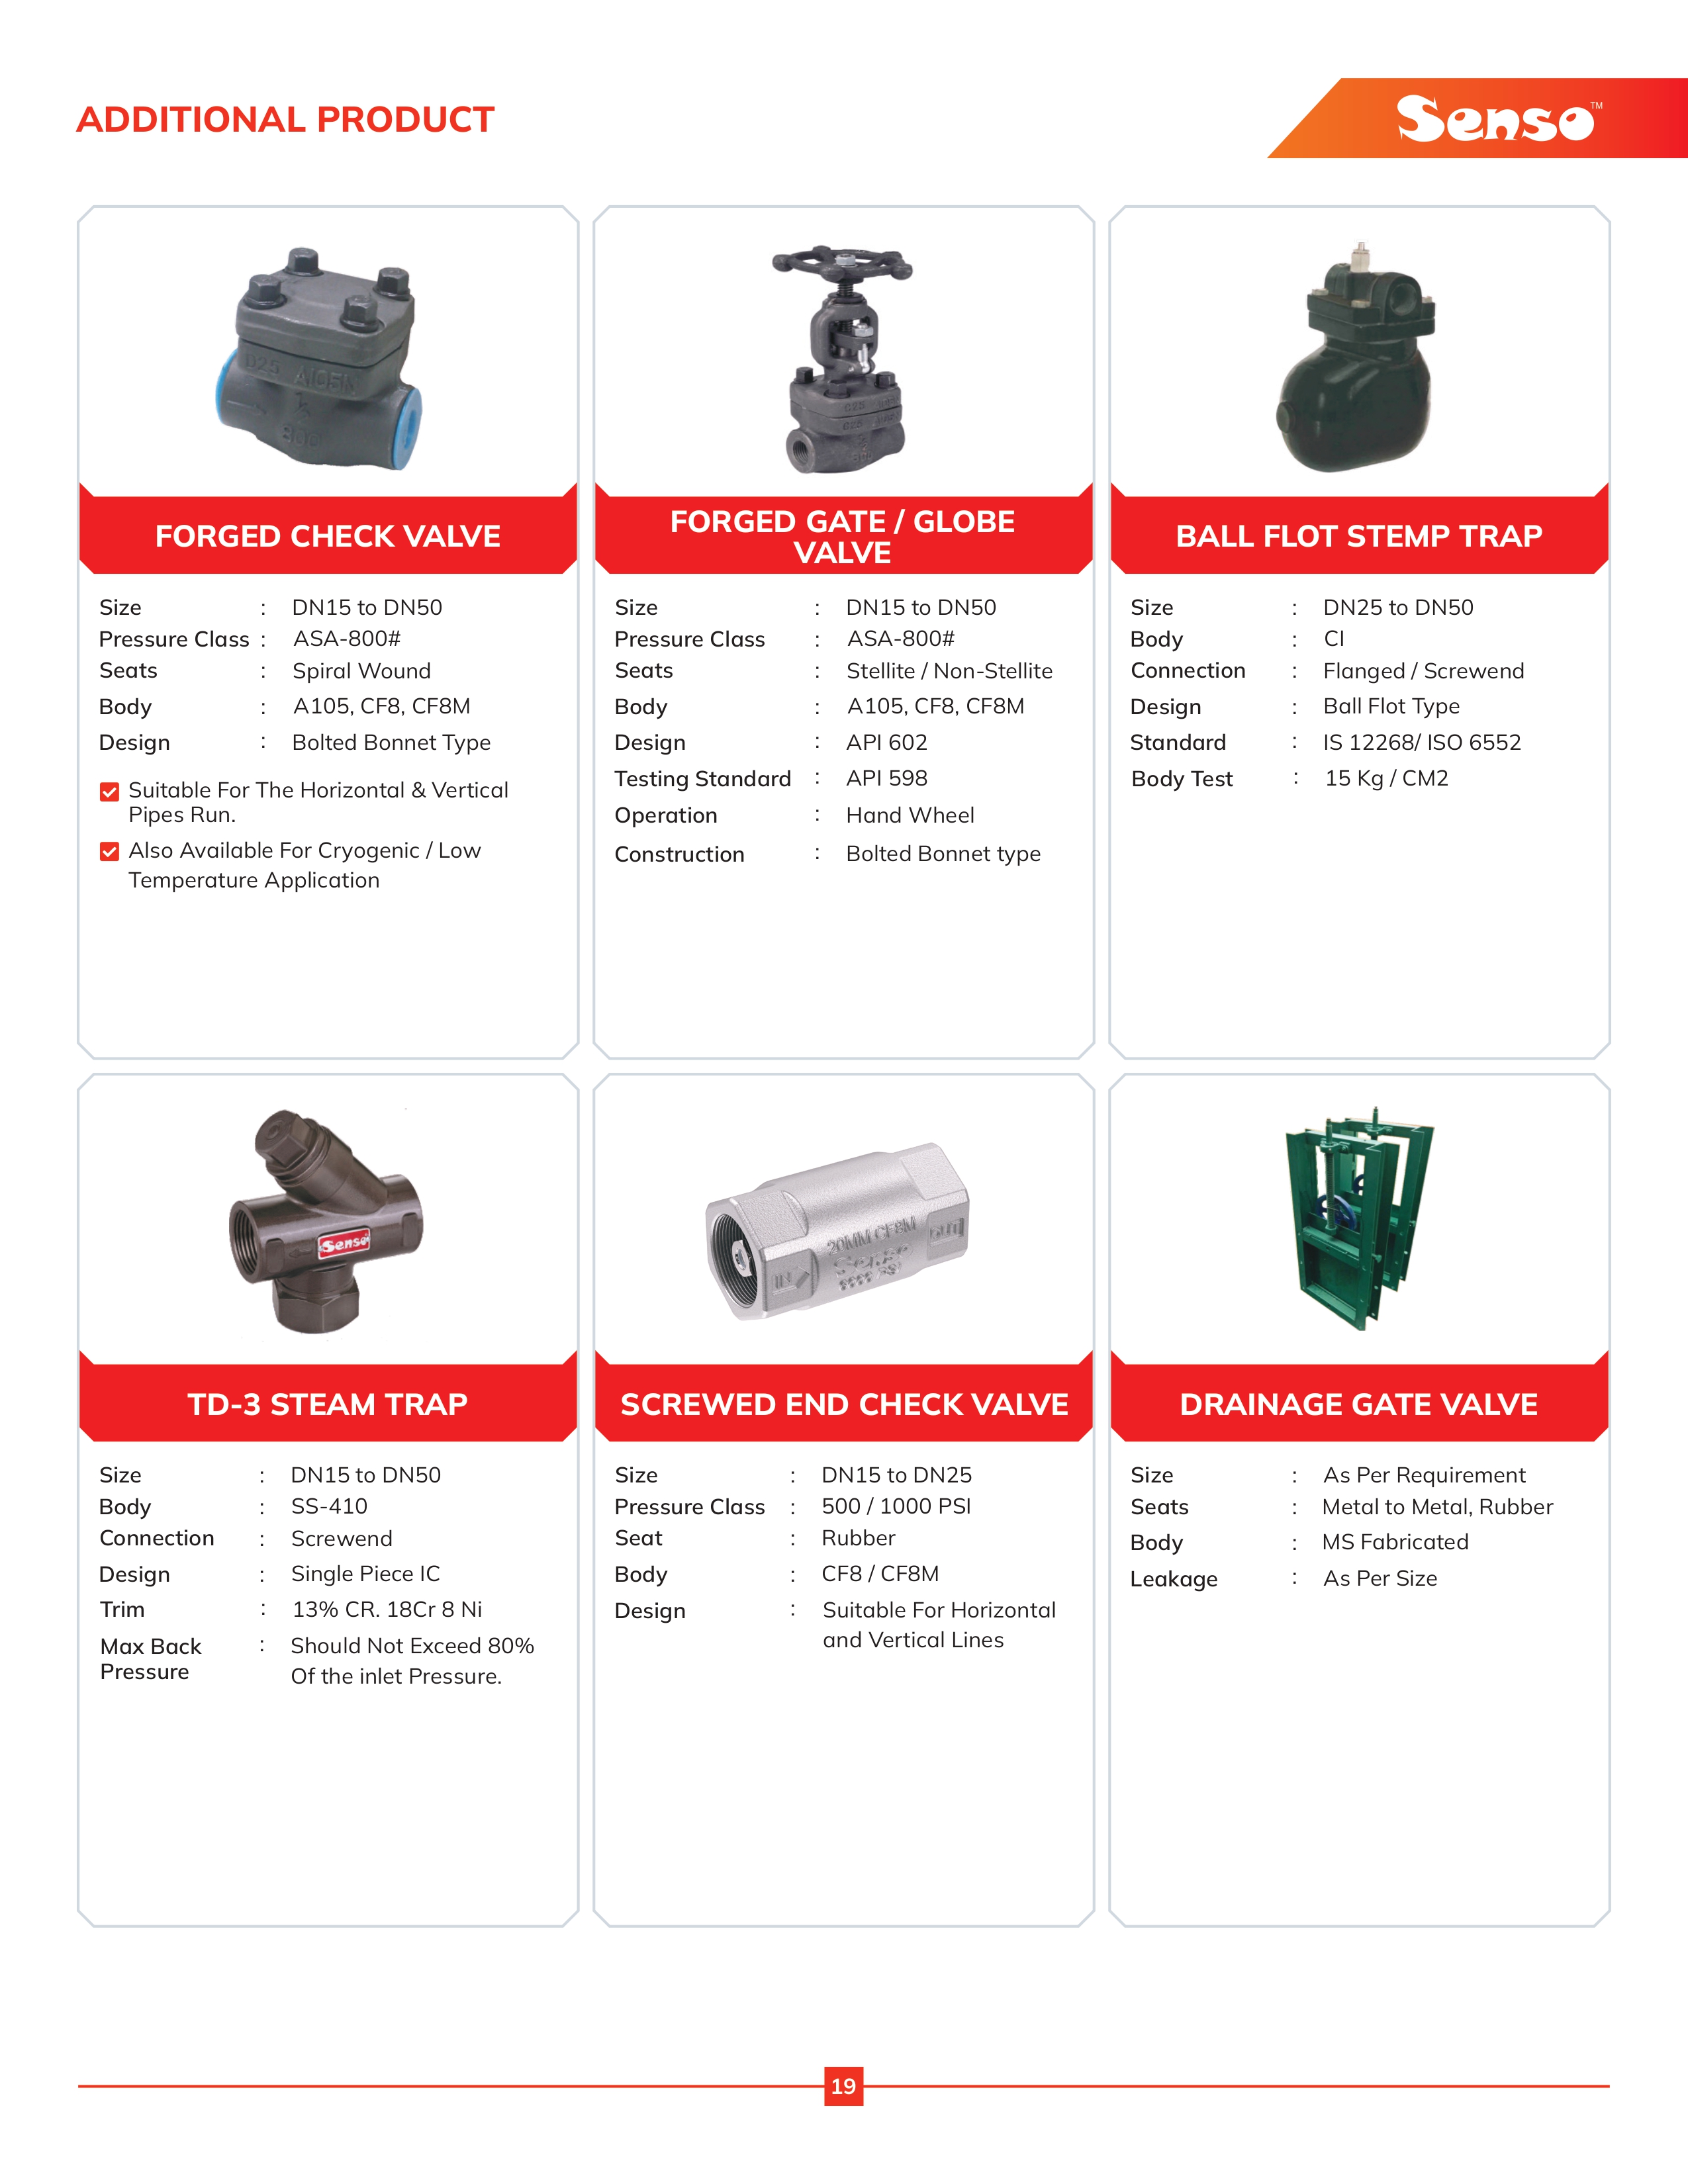 ADDITIONAL PRODUCT
Senso™
D25 A105N
800
FORGED CHECK VALVE
Size : DN15 to DN50
Pressure Class : ASA-800#
Seats : Spiral Wound
Body : A105, CF8, CF8M
Design : Bolted Bonnet Type
Suitable For The Horizontal & Vertical
Pipes Run.
Also Available For Cryogenic / Low
Temperature Application
FORGED GATE / GLOBE
VALVE
Size : DN15 to DN50
Pressure Class : ASA-800#
Seats : Stellite / Non-Stellite
Body : A105, CF8, CF8M
Design : API 602
Testing Standard : API 598
Operation : Hand Wheel
Construction : Bolted Bonnet type
BALL FLOT STEMP TRAP
Size : DN25 to DN50
Body : CI
Connection : Flanged / Screwend
Design : Ball Flot Type
Standard : IS 12268/ ISO 6552
Body Test : 15 Kg / CM2
Senso
TD-3 STEAM TRAP
Size : DN15 to DN50
Body : SS-410
Connection : Screwend
Design : Single Piece IC
Trim : 13% CR. 18Cr 8 Ni
Max Back : Should Not Exceed 80%
Pressure Of the inlet Pressure.
20MM CF8M
IN
OUT
SCREWED END CHECK VALVE
Size : DN15 to DN25
Pressure Class : 500 / 1000 PSI
Seat : Rubber
Body : CF8 / CF8M
Design : Suitable For Horizontal
and Vertical Lines
DRAINAGE GATE VALVE
Size : As Per Requirement
Seats : Metal to Metal, Rubber
Body : MS Fabricated
Leakage : As Per Size
19